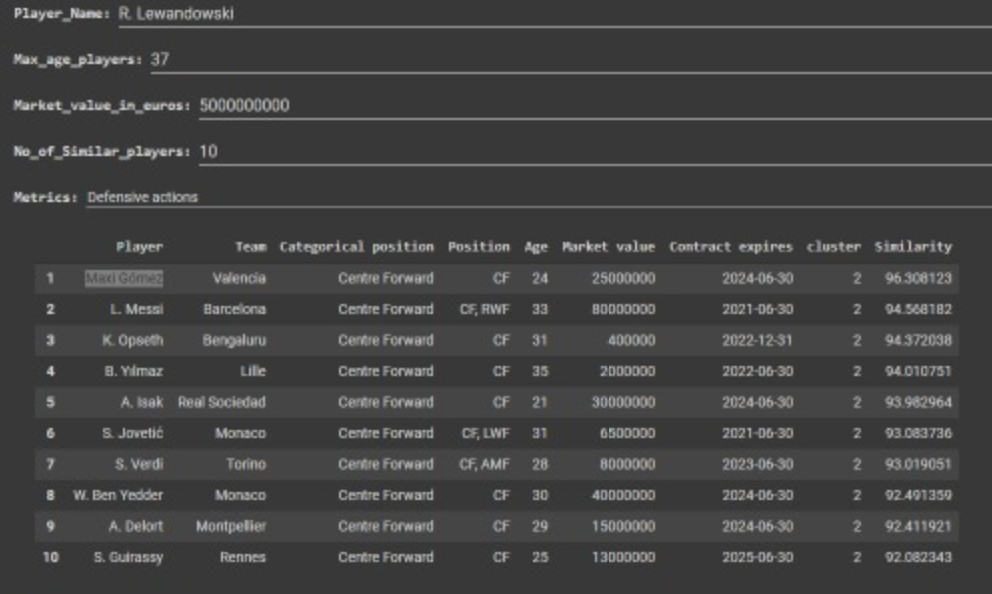 Player_Name: R. Lewandowski
Max_age_players: 37
Market_value_in_euros: 5000000000
No_of_Similar_players: 10
Metrics: Defensive actions
Player Team Categorical position Position Age Market value Contract expires cluster Similarity
1 Maxi Gómez Valencia Centre Forward CF 24 25000000 2024-06-30 2 96.308123
2 L. Messi Barcelona Centre Forward CF, RWF 33 80000000 2021-06-30 2 94.568182
3 K. Opseth Bengaluru Centre Forward CF 31 400000 2022-12-31 2 94.372038
4 B. Yılmaz Lille Centre Forward CF 35 2000000 2022-06-30 2 94.010751
5 A. Isak Real Sociedad Centre Forward CF 21 30000000 2024-06-30 2 93.982964
6 S. Jovetić Monaco Centre Forward CF, LWF 31 6500000 2021-06-30 2 93.083736
7 S. Verdi Torino Centre Forward CF, AMF 28 8000000 2023-06-30 2 93.019051
8 W. Ben Yedder Monaco Centre Forward CF 30 40000000 2024-06-30 2 92.491359
9 A. Delort Montpellier Centre Forward CF 29 15000000 2024-06-30 2 92.411921
10 S. Guirassy Rennes Centre Forward CF 25 13000000 2025-06-30 2 92.082343